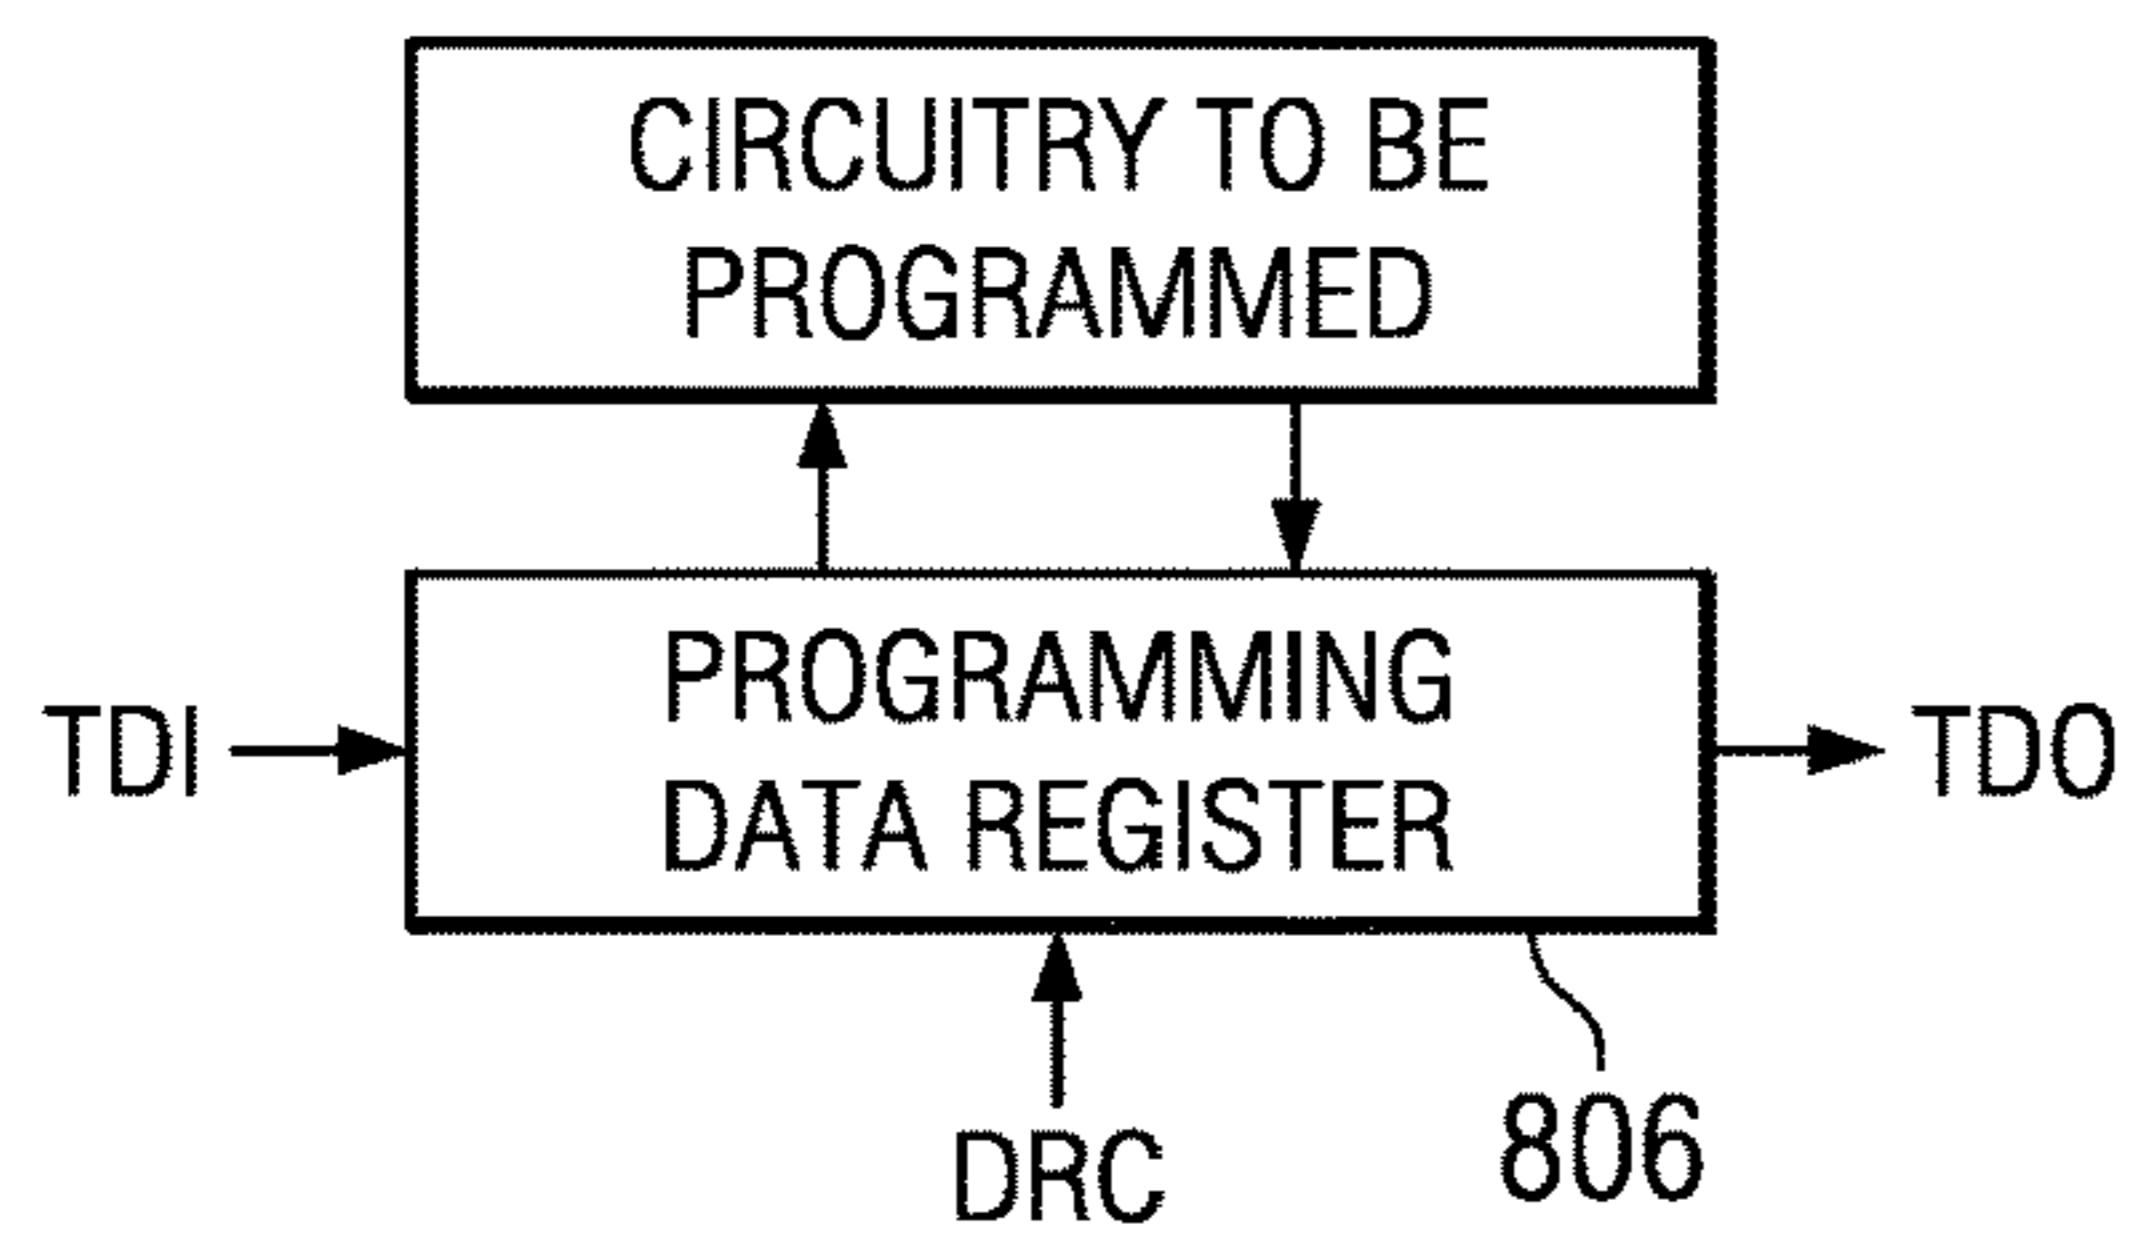 CIRCUITRY TO BE
PROGRAMMED
PROGRAMMING
DATA REGISTER
TDI
TDO
DRC
806